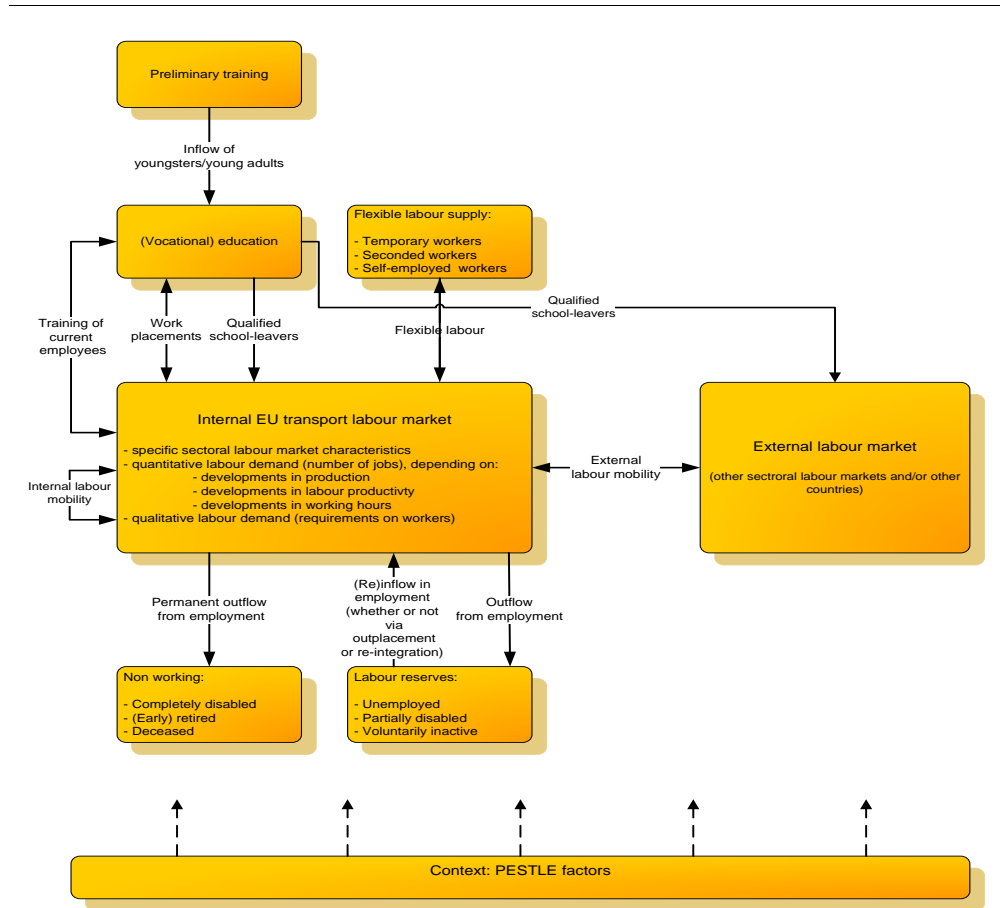 Preliminary training
Inflow of
youngsters/young adults
(Vocational) education
Flexible labour supply:
- Temporary workers
- Seconded workers
- Self-employed workers
Training of
current
employees
Work
placements
Qualified
school-leavers
Flexible labour
Qualified
school-leavers
Internal EU transport labour market
- specific sectoral labour market characteristics
- quantitative labour demand (number of jobs), depending on:
- developments in production
- developments in labour productivty
- developments in working hours
- qualitative labour demand (requirements on workers)
Internal labour
mobility
External
labour mobility
External labour market
(other sectroral labour markets and/or other
countries)
Permanent outflow
from employment
(Re)inflow in
employment
(whether or not
via
outplacement
or re-integration)
Outflow
from employment
Non working:
- Completely disabled
- (Early) retired
- Deceased
Labour reserves:
- Unemployed
- Partially disabled
- Voluntarily inactive
Context: PESTLE factors